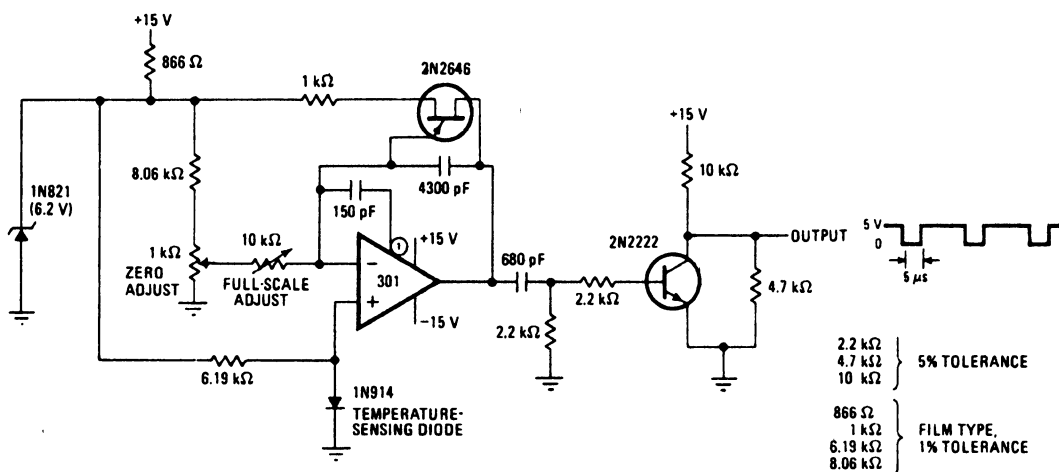 +15 V
866 Ω
1 kΩ
2N2646
8.06 kΩ
4300 pF
1N821
(6.2 V)
150 pF
1 kΩ
ZERO
ADJUST
10 kΩ
FULL-SCALE
ADJUST
1
+15 V
−
301
+
−15 V
6.19 kΩ
1N914
TEMPERATURE-
SENSING DIODE
680 pF
2.2 kΩ
2.2 kΩ
+15 V
10 kΩ
2N2222
OUTPUT
4.7 kΩ
5 V
0
5 μs
2.2 kΩ
4.7 kΩ
10 kΩ
5% TOLERANCE
866 Ω
1 kΩ
6.19 kΩ
8.06 kΩ
FILM TYPE,
1% TOLERANCE